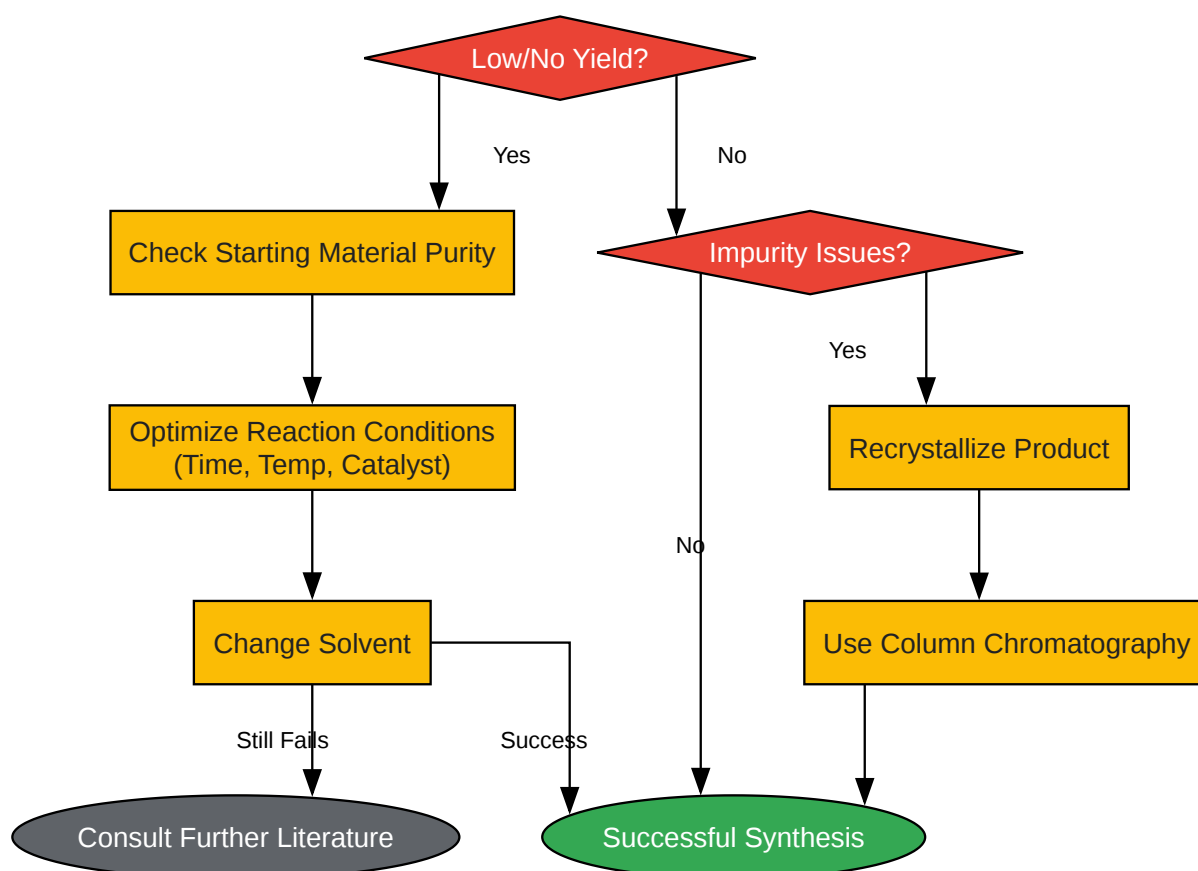 Low/No Yield?
Yes
No
Check Starting Material Purity
Impurity Issues?
Yes
Optimize Reaction Conditions
(Time, Temp, Catalyst)
Recrystallize Product
No
Change Solvent
Use Column Chromatography
Still Fails
Success
Consult Further Literature
Successful Synthesis